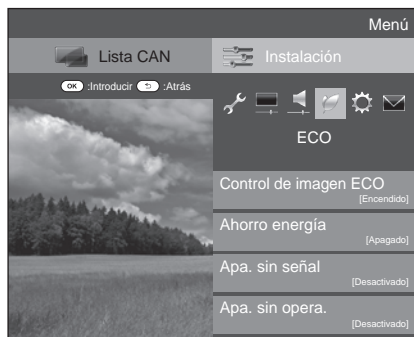 Menú
Lista CAN
Instalación
OK :Introducir :Atrás
ECO
Control de imagen ECO
[Encendido]
Ahorro energía
[Apagado]
Apa. sin señal
[Desactivado]
Apa. sin opera.
[Desactivado]